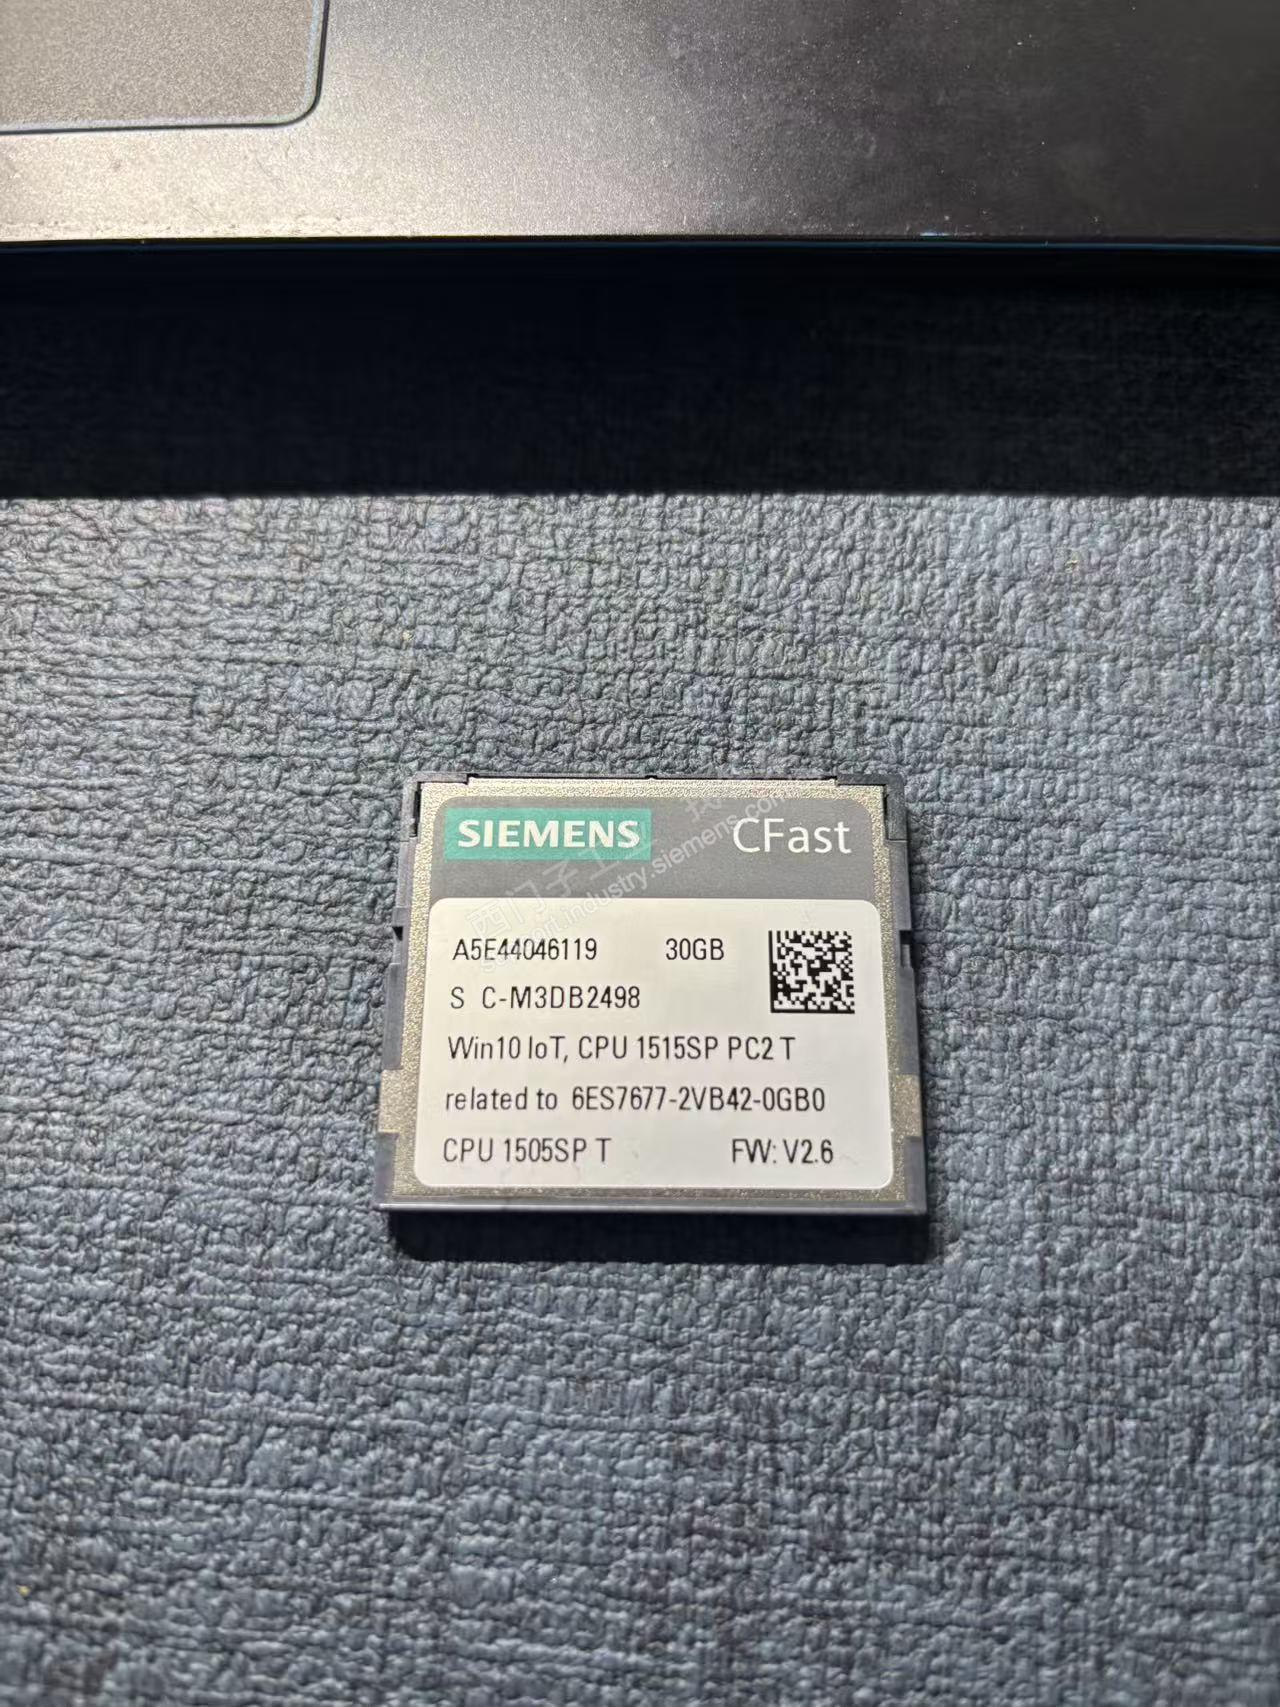 SIEMENS CFast
A5E44046119 30GB
S C-M3DB2498
Win10 IoT, CPU 1515SP PC2 T
related to 6ES7677-2VB42-0GB0
CPU 1505SP T FW: V2.6